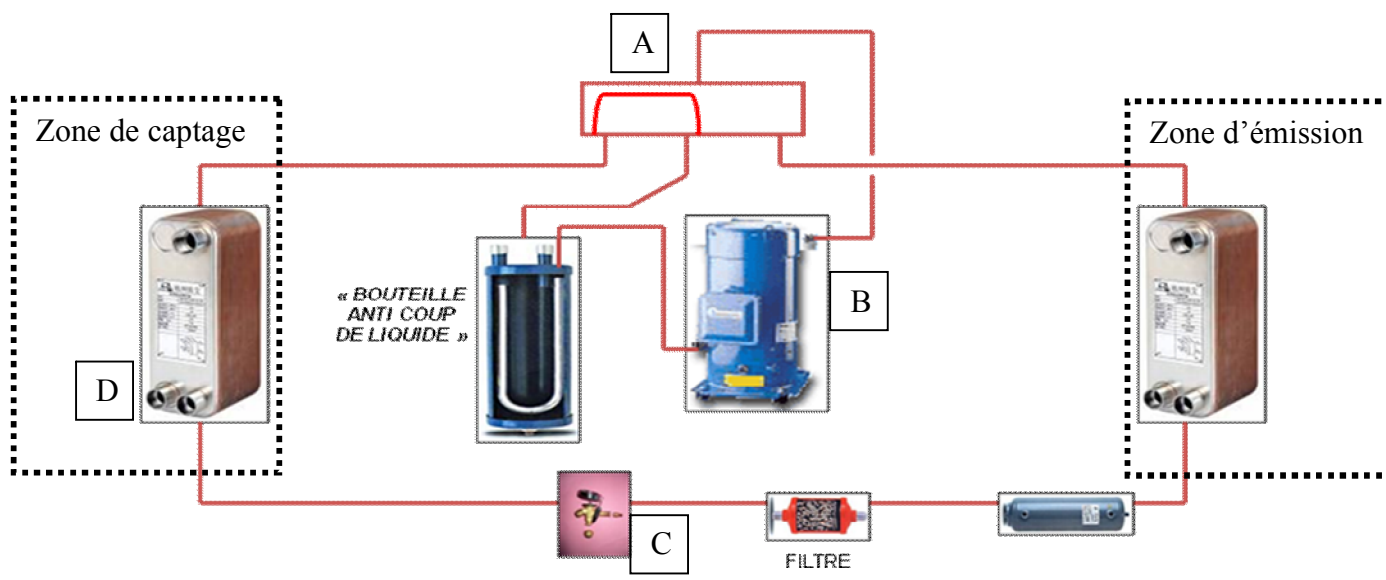 A
Zone de captage
Zone d’émission
« BOUTEILLE
ANTI COUP
DE LIQUIDE »
B
D
C
FILTRE